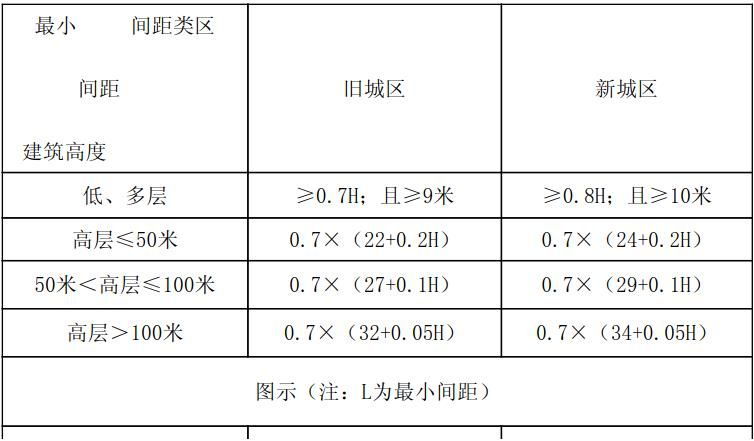 最小 间距类区
间距 旧城区 新城区
建筑高度
低、多层 ≥0.7H；且≥9米 ≥0.8H；且≥10米
高层≤50米 0.7×（22+0.2H） 0.7×（24+0.2H）
50米＜高层≤100米 0.7×（27+0.1H） 0.7×（29+0.1H）
高层＞100米 0.7×（32+0.05H） 0.7×（34+0.05H）
图示（注：L为最小间距）